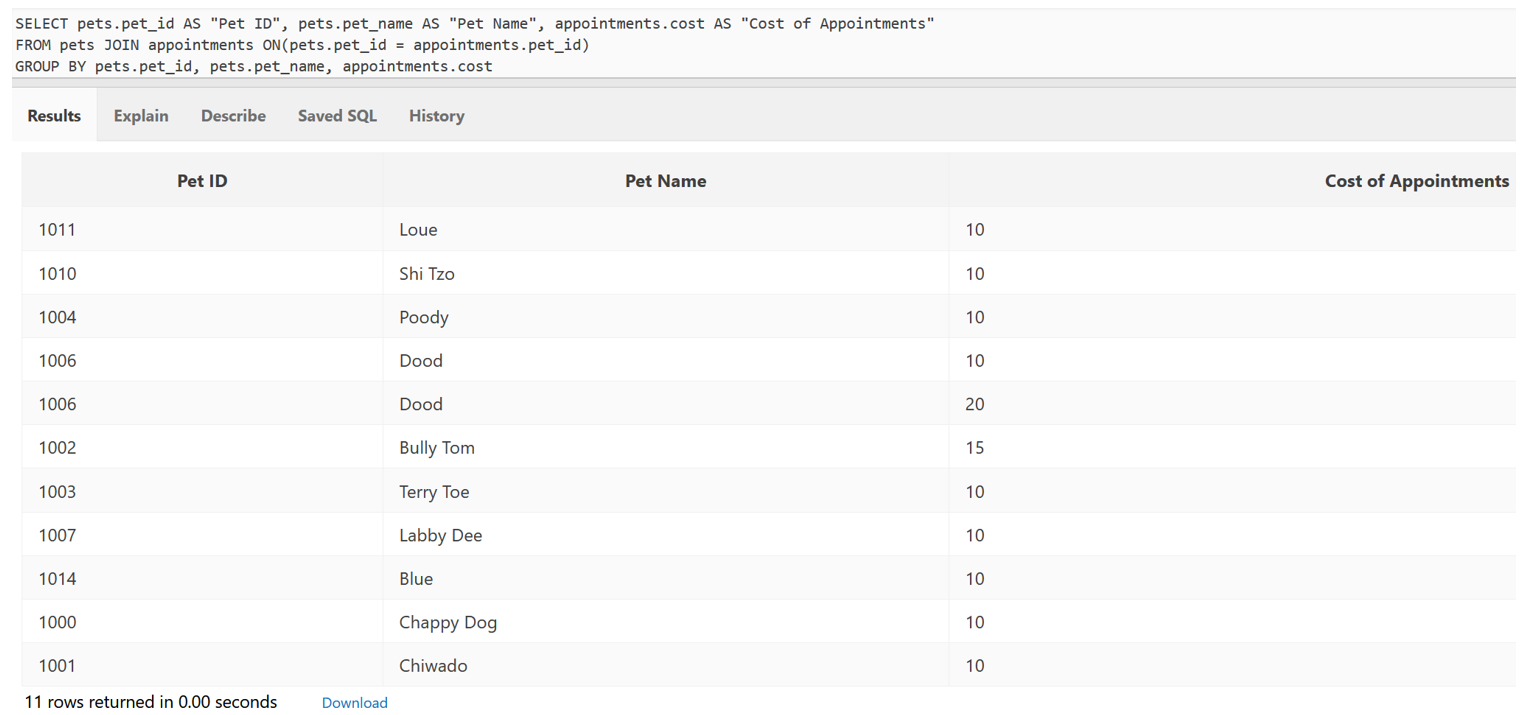 SELECT pets.pet_id AS "Pet ID", pets.pet_name AS "Pet Name", appointments.cost AS "Cost of Appointments"
FROM pets JOIN appointments ON(pets.pet_id = appointments.pet_id)
GROUP BY pets.pet_id, pets.pet_name, appointments.cost
Results Explain Describe Saved SQL History
Pet ID Pet Name Cost of Appointments
1011 Loue 10
1010 Shi Tzo 10
1004 Poody 10
1006 Dood 10
1006 Dood 20
1002 Bully Tom 15
1003 Terry Toe 10
1007 Labby Dee 10
1014 Blue 10
1000 Chappy Dog 10
1001 Chiwado 10
11 rows returned in 0.00 seconds Download